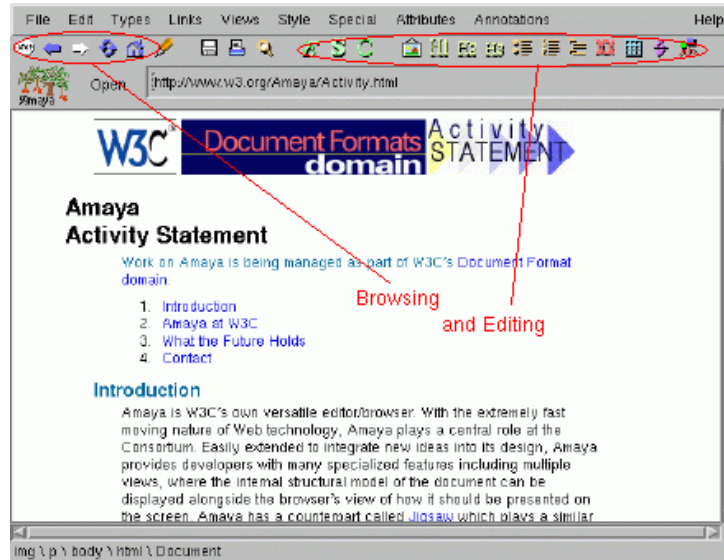 File Edit Types Links Views Style Special Attributes Annotations Help
Amaya Open http://www.w3.org/Amaya/Activity.html
W3C Document Formats domain Activity STATEMENT
Amaya
Activity Statement
Work on Amaya is being managed as part of W3C's Document Format
domain.
Browsing
and Editing
1. Introduction
2. Amaya at W3C
3. What the Future Holds
4. Contact
Introduction
Amaya is W3C's own versatile editor/browser. With the extremely fast
moving nature of Web technology, Amaya plays a central role at the
Consortium. Easily extended to integrate new ideas into its design, Amaya
provides developers with many specialized features including multiple
views, where the internal structural model of the document can be
displayed alongside the browser's view of how it should be presented on
the screen. Amaya has a counterpart called Jigsaw which plays a similar
img \ p \ body \ html \ Document